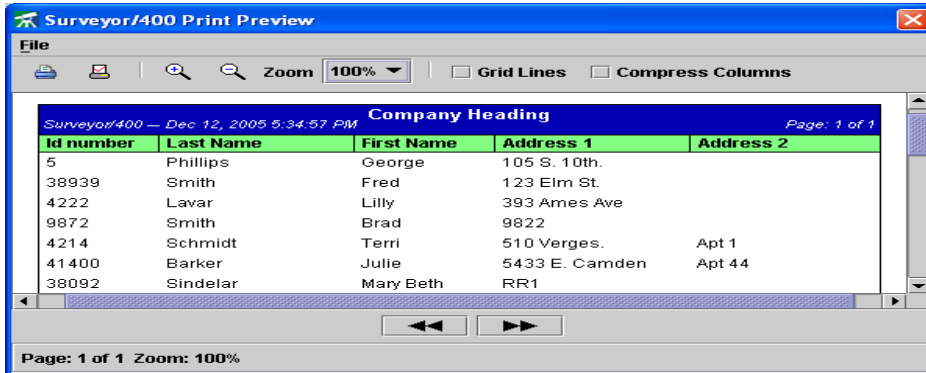 Surveyor/400 Print Preview
File
Zoom 100% Grid Lines Compress Columns
Company Heading
Surveyor/400 — Dec 12, 2005 5:34:57 PM Page: 1 of 1
Id number Last Name First Name Address 1 Address 2
5 Phillips George 105 S. 10th.
38939 Smith Fred 123 Elm St.
4222 Lavar Lilly 393 Ames Ave
9872 Smith Brad 9822
4214 Schmidt Terri 510 Verges. Apt 1
41400 Barker Julie 5433 E. Camden Apt 44
38092 Sindelar Mary Beth RR1
Page: 1 of 1 Zoom: 100%